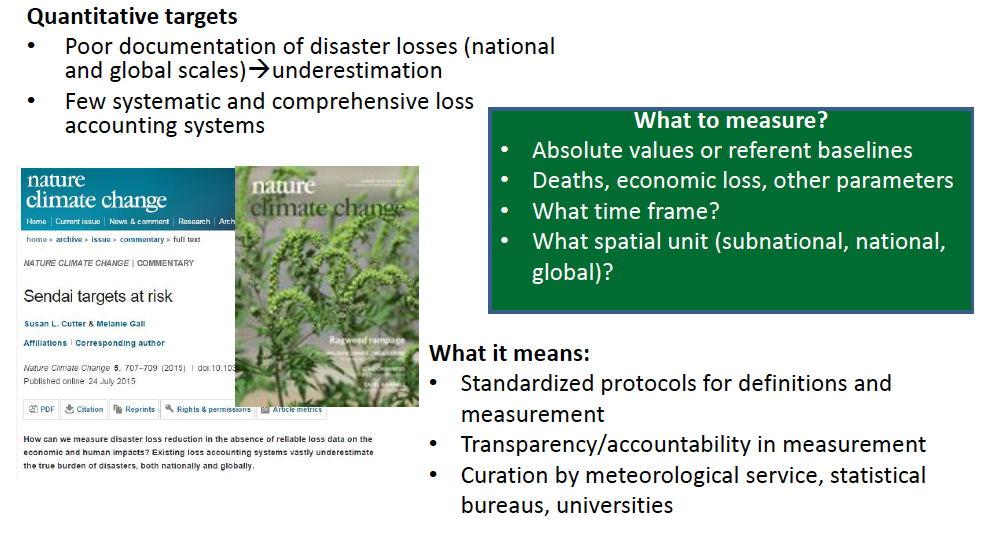 Quantitative targets
• Poor documentation of disaster losses (national
and global scales)→underestimation
• Few systematic and comprehensive loss
accounting systems
What to measure?
• Absolute values or referent baselines
• Deaths, economic loss, other parameters
• What time frame?
• What spatial unit (subnational, national,
global)?
nature
climate change
Home | Current issue | News & comment | Research | Arch
home ▸ archive ▸ issue ▸ commentary ▸ full text
NATURE CLIMATE CHANGE | COMMENTARY
Sendai targets at risk
Susan L. Cutter & Melanie Gall
Affiliations | Corresponding author
Nature Climate Change 5, 707–709 (2015) | doi:10.103
Published online 24 July 2015
PDF Citation Reprints Rights & permissions Article metrics
How can we measure disaster loss reduction in the absence of reliable loss data on the
economic and human impacts? Existing loss accounting systems vastly underestimate
the true burden of disasters, both nationally and globally.
nature
climate change
Ragweed rampage
What it means:
• Standardized protocols for definitions and
measurement
• Transparency/accountability in measurement
• Curation by meteorological service, statistical
bureaus, universities